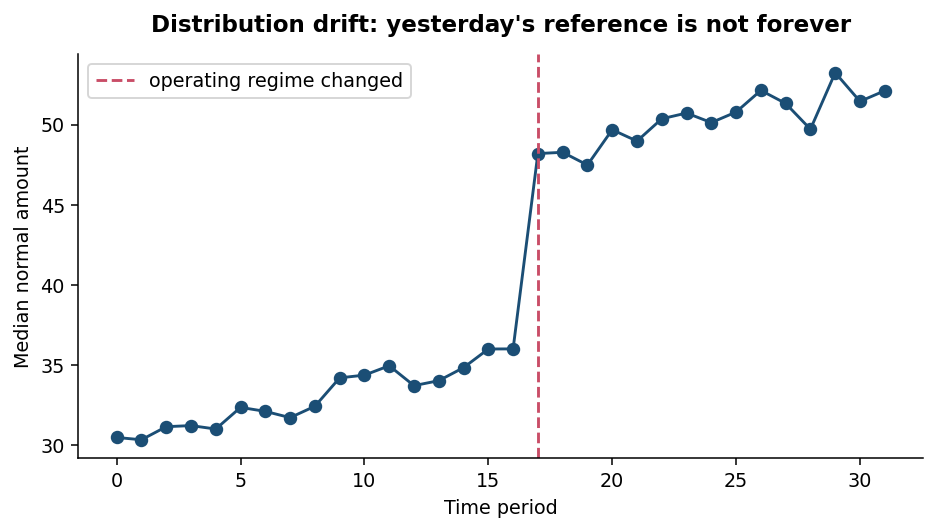 Distribution drift: yesterday's reference is not forever
operating regime changed
Median normal amount
50
45
40
35
30
0 5 10 15 20 25 30
Time period